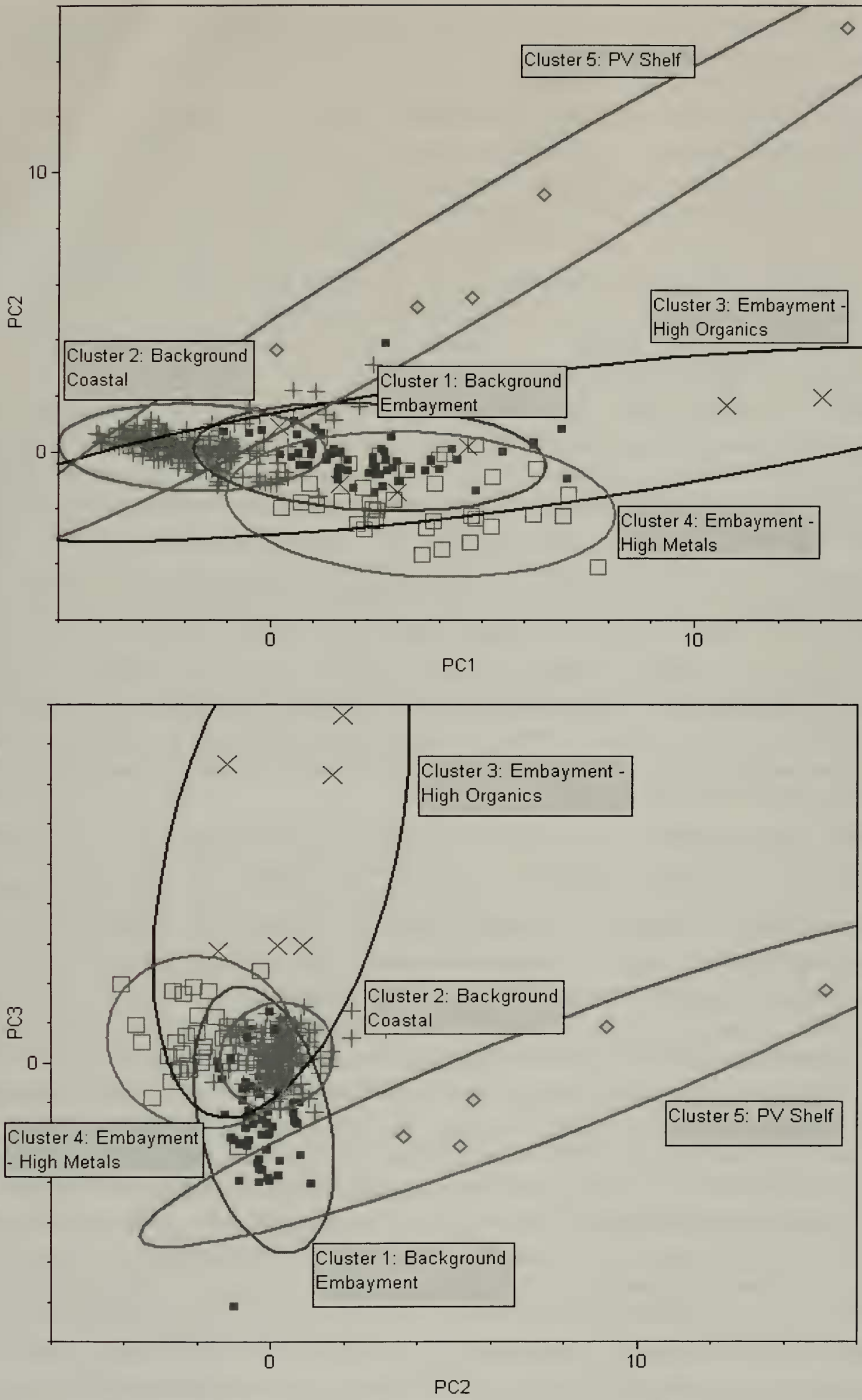 Cluster 5: PV Shelf
10
PC2
Cluster 3: Embayment -
High Organics
Cluster 2: Background
Coastal
Cluster 1: Background
Embayment
0
Cluster 4: Embayment -
High Metals
0
10
PC1
Cluster 3: Embayment -
High Organics
Cluster 2: Background
Coastal
PC3
0
Cluster 5: PV Shelf
Cluster 4: Embayment
- High Metals
Cluster 1: Background
Embayment
0
10
PC2